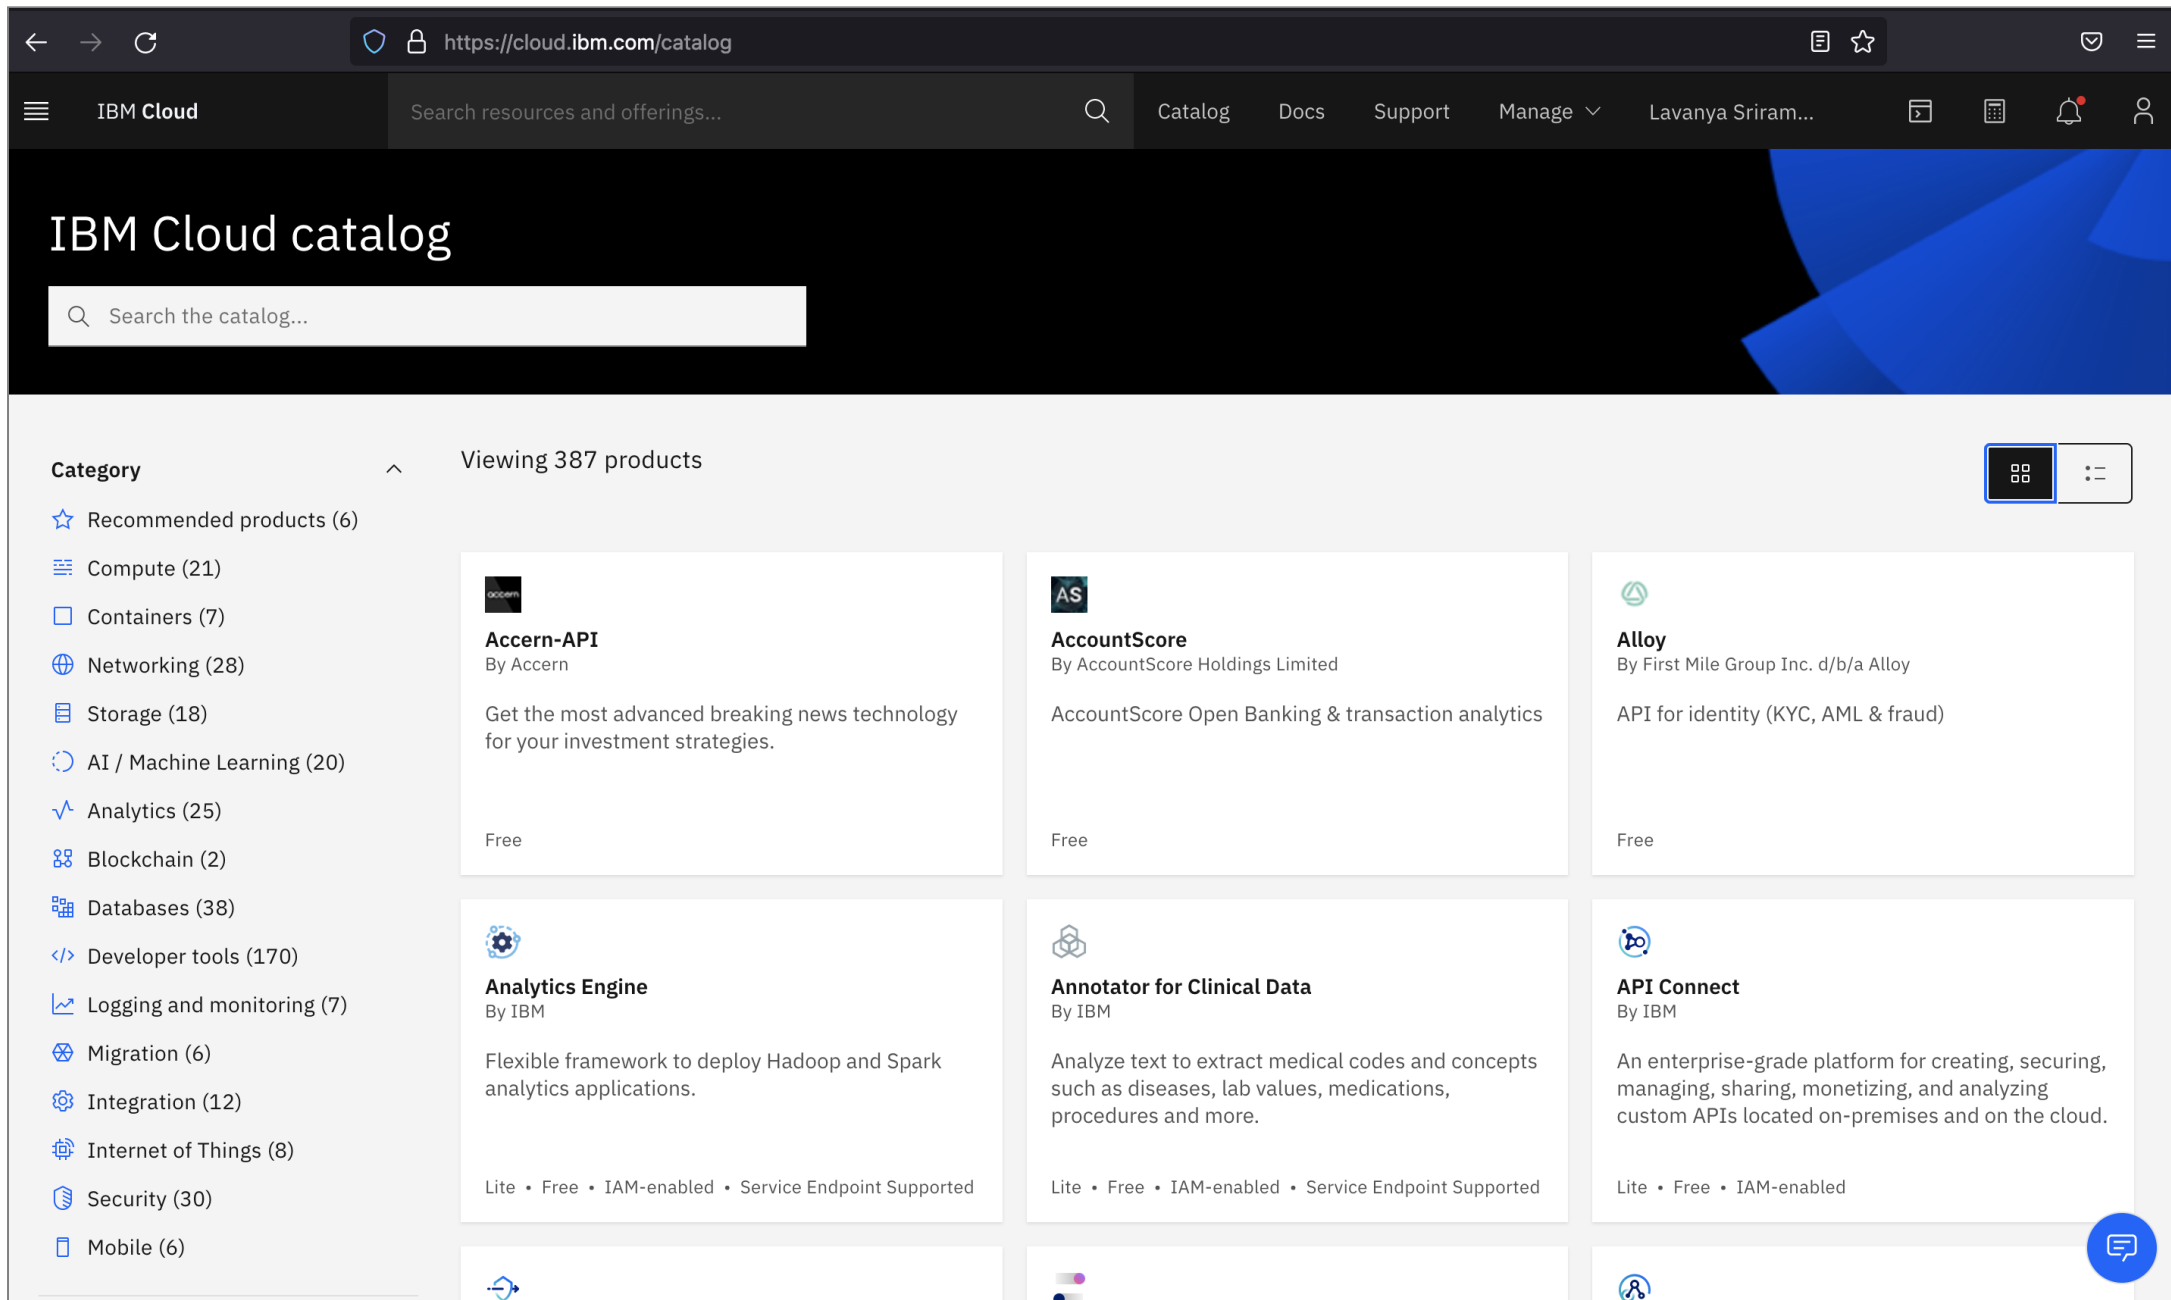 https://cloud.ibm.com/catalog
IBM Cloud
Search resources and offerings...
Catalog
Docs
Support
Manage
Lavanya Sriram...
IBM Cloud catalog
Search the catalog...
Category
Recommended products (6)
Compute (21)
Containers (7)
Networking (28)
Storage (18)
AI / Machine Learning (20)
Analytics (25)
Blockchain (2)
Databases (38)
Developer tools (170)
Logging and monitoring (7)
Migration (6)
Integration (12)
Internet of Things (8)
Security (30)
Mobile (6)
Viewing 387 products
accern
Accern-API
By Accern
Get the most advanced breaking news technology
for your investment strategies.
Free
AS
AccountScore
By AccountScore Holdings Limited
AccountScore Open Banking & transaction analytics
Free
Alloy
By First Mile Group Inc. d/b/a Alloy
API for identity (KYC, AML & fraud)
Free
Analytics Engine
By IBM
Flexible framework to deploy Hadoop and Spark
analytics applications.
Lite • Free • IAM-enabled • Service Endpoint Supported
Annotator for Clinical Data
By IBM
Analyze text to extract medical codes and concepts
such as diseases, lab values, medications,
procedures and more.
Lite • Free • IAM-enabled • Service Endpoint Supported
API Connect
By IBM
An enterprise-grade platform for creating, securing,
managing, sharing, monetizing, and analyzing
custom APIs located on-premises and on the cloud.
Lite • Free • IAM-enabled